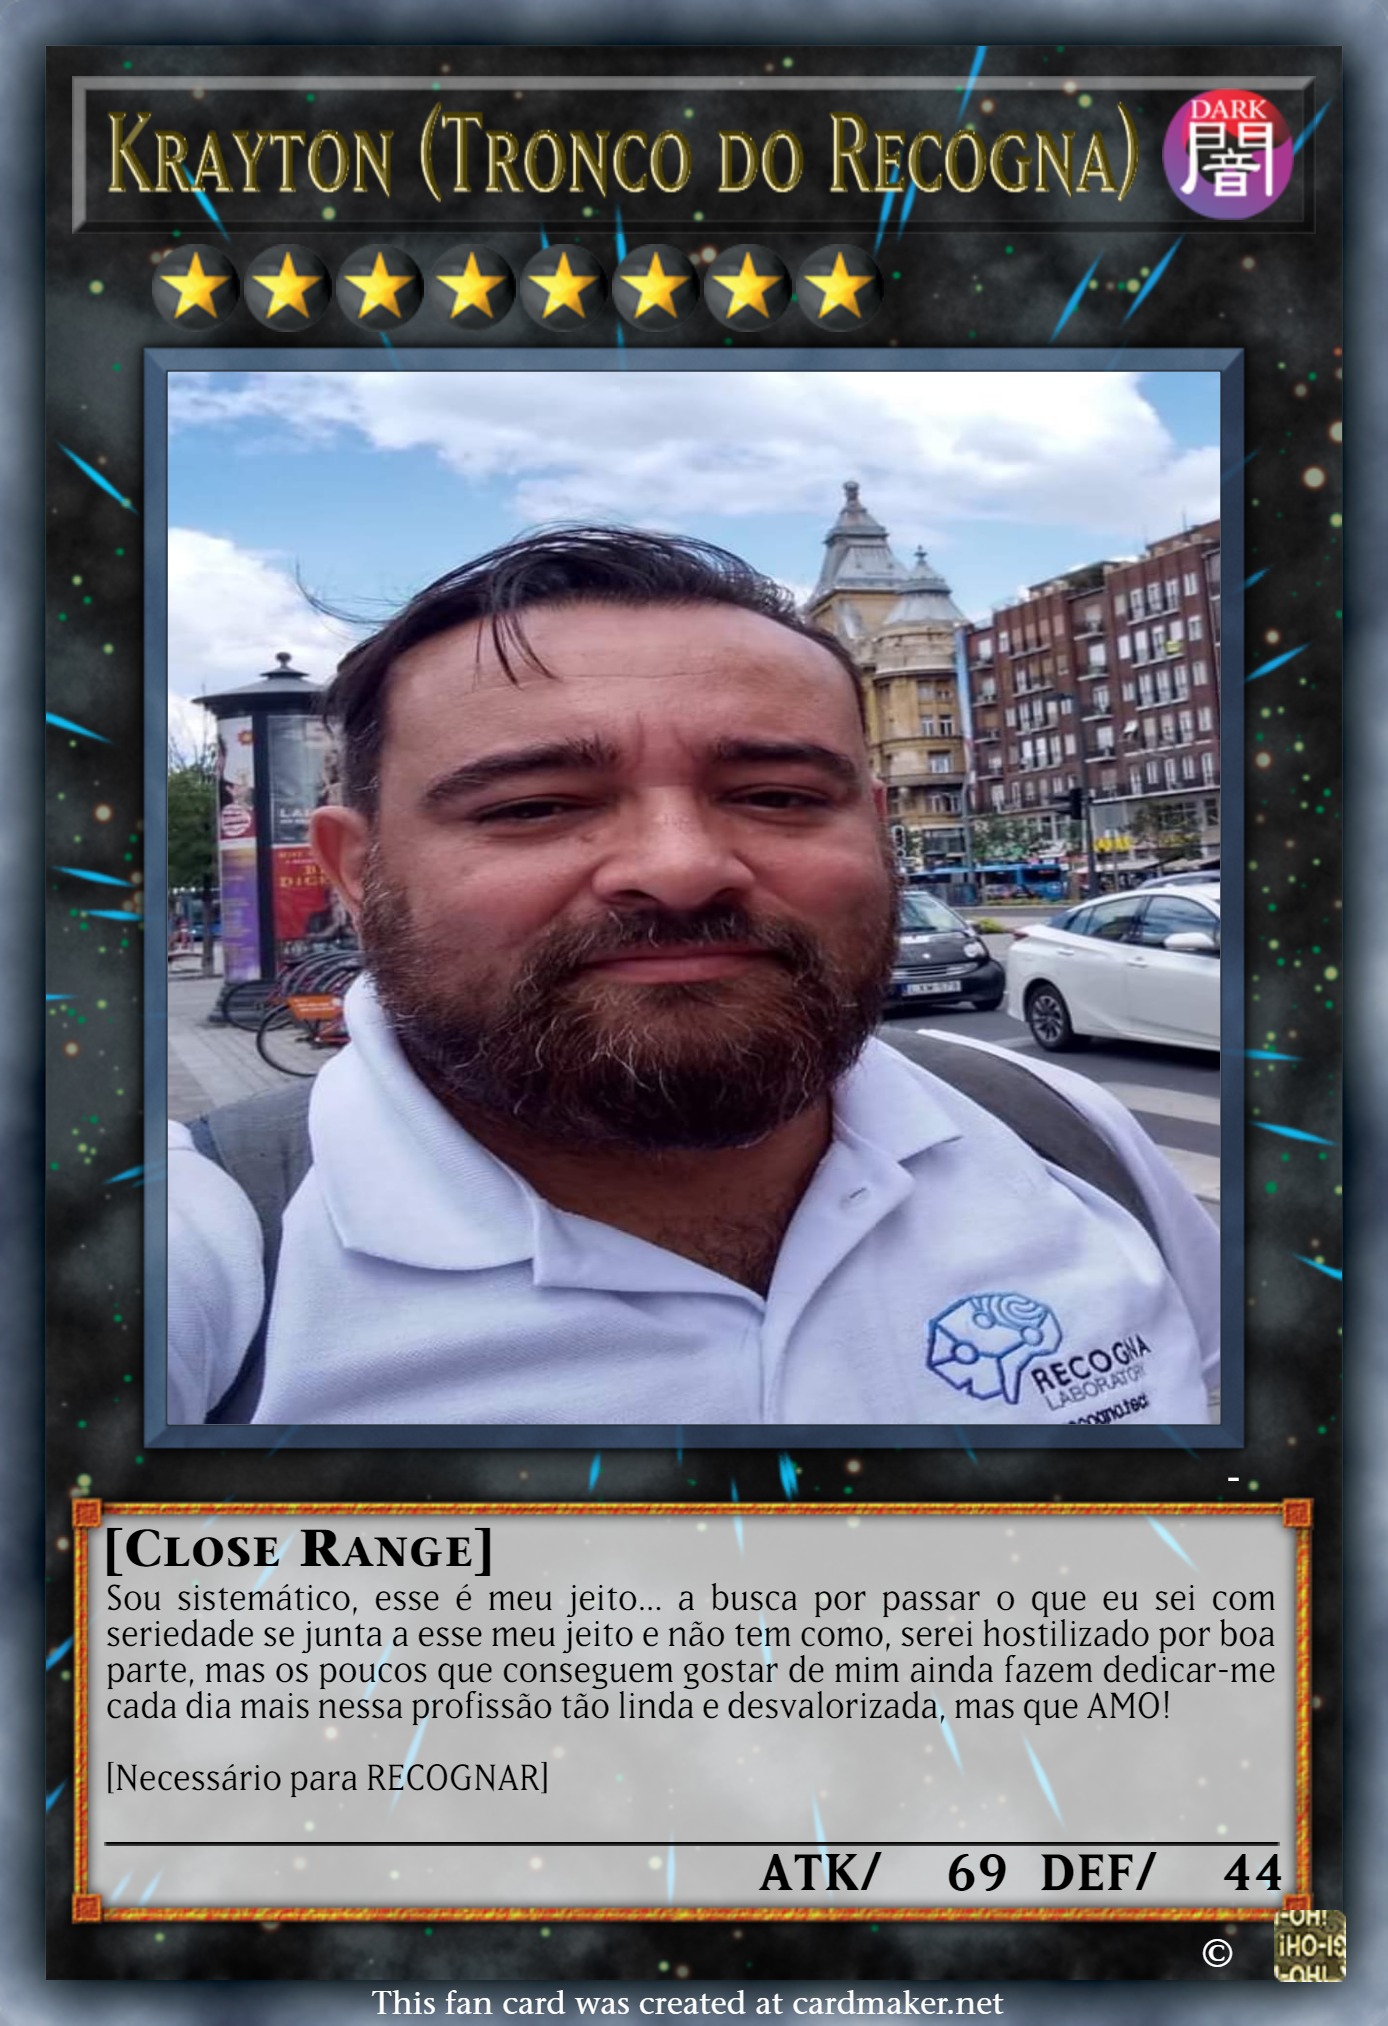 Krayton (Tronco do Recogna)
DARK
闇
RECOGNA
LABORATORY
-
[Close Range]
Sou sistemático, esse é meu jeito... a busca por passar o que eu sei com
seriedade se junta a esse meu jeito e não tem como, serei hostilizado por boa
parte, mas os poucos que conseguem gostar de mim ainda fazem dedicar-me
cada dia mais nessa profissão tão linda e desvalorizada, mas que AMO!
[Necessário para RECOGNAR]
ATK/ 69 DEF/ 44
©
This fan card was created at cardmaker.net